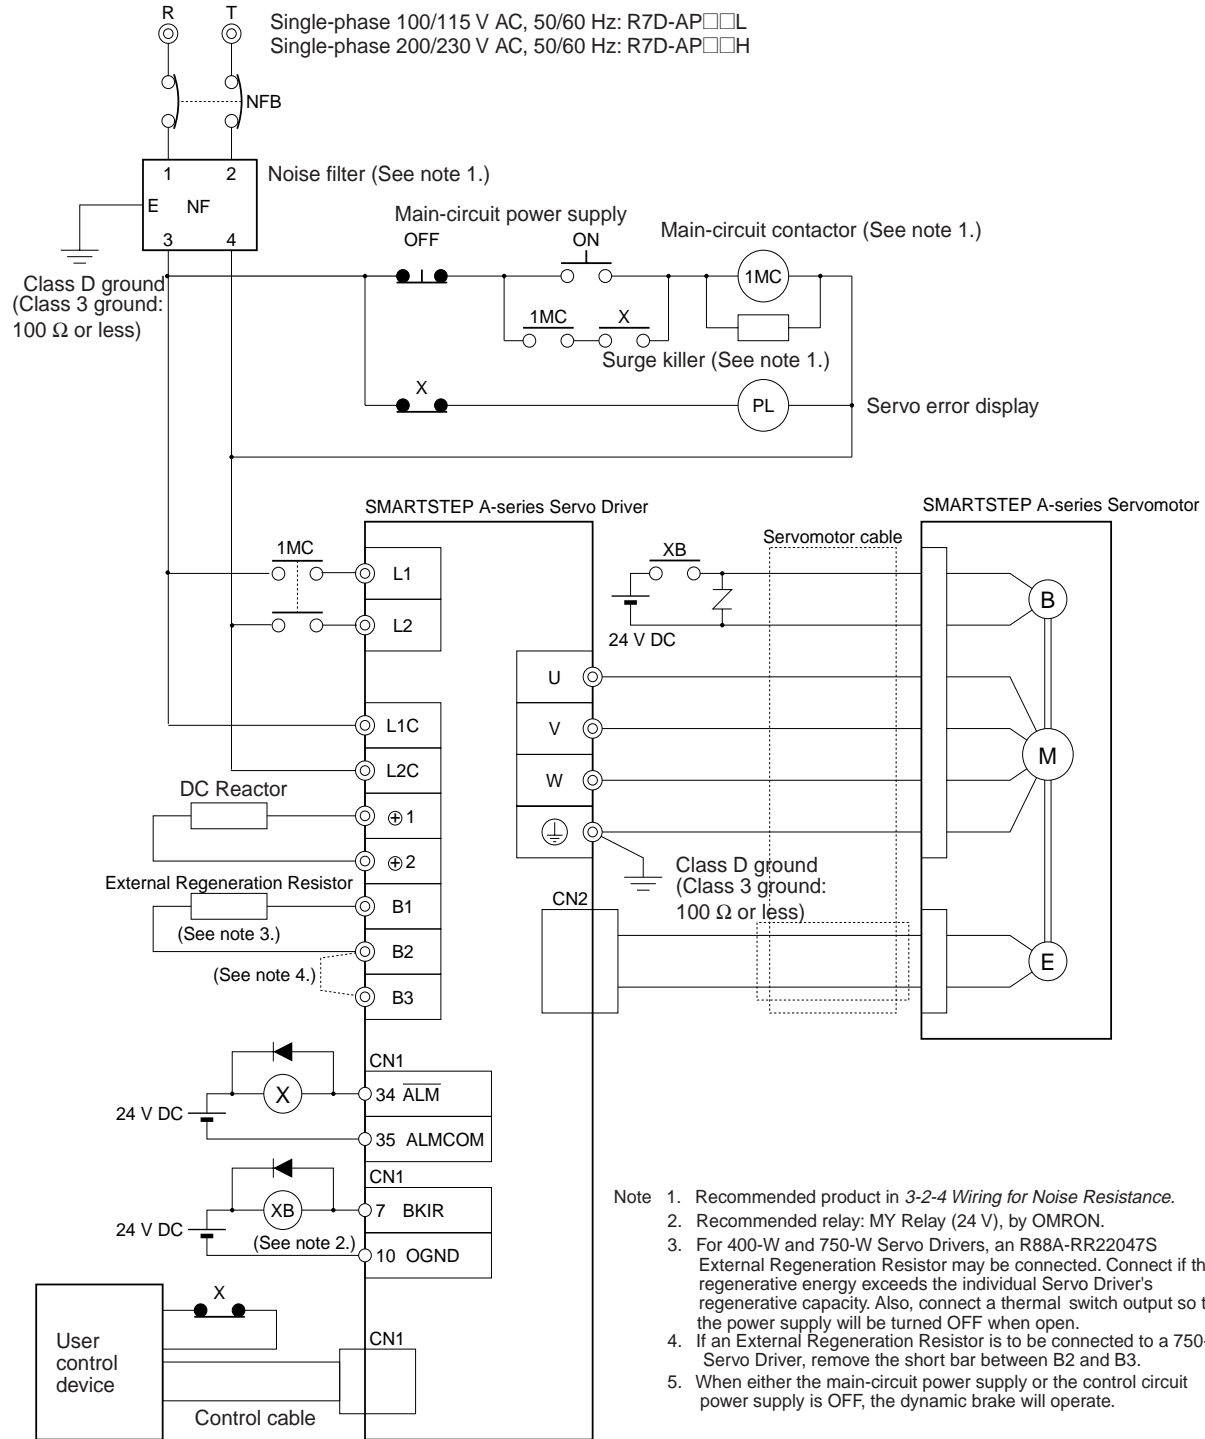 R T
Single-phase 100/115 V AC, 50/60 Hz: R7D-AP□□L
Single-phase 200/230 V AC, 50/60 Hz: R7D-AP□□H
NFB
1 2
Noise filter (See note 1.)
E NF
3 4
Class D ground
(Class 3 ground:
100 Ω or less)
Main-circuit power supply
OFF ON
Main-circuit contactor (See note 1.)
1MC
1MC X
Surge killer (See note 1.)
X
PL
Servo error display
SMARTSTEP A-series Servo Driver
SMARTSTEP A-series Servomotor
1MC
L1
L2
XB
24 V DC
Servomotor cable
B
U
V
W
M
L1C
L2C
DC Reactor
⊕1
⊕2
Class D ground
(Class 3 ground:
100 Ω or less)
External Regeneration Resistor
(See note 3.)
B1
B2
(See note 4.)
B3
CN2
E
CN1
X
24 V DC
34 A̅L̅M̅
35 ALMCOM
CN1
XB
24 V DC
(See note 2.)
7 BKIR
10 OGND
X
User
control
device
CN1
Control cable
Note 1. Recommended product in 3-2-4 Wiring for Noise Resistance.
2. Recommended relay: MY Relay (24 V), by OMRON.
3. For 400-W and 750-W Servo Drivers, an R88A-RR22047S
External Regeneration Resistor may be connected. Connect if th
regenerative energy exceeds the individual Servo Driver's
regenerative capacity. Also, connect a thermal switch output so t
the power supply will be turned OFF when open.
4. If an External Regeneration Resistor is to be connected to a 750-
Servo Driver, remove the short bar between B2 and B3.
5. When either the main-circuit power supply or the control circuit
power supply is OFF, the dynamic brake will operate.